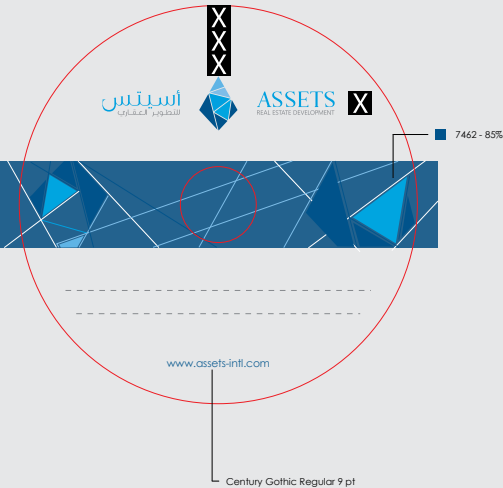 X
X
X
أسيتس
للتطوير العقاري
ASSETS
REAL ESTATE DEVELOPMENT
X
7462 - 85%
www.assets-intl.com
Century Gothic Regular 9 pt